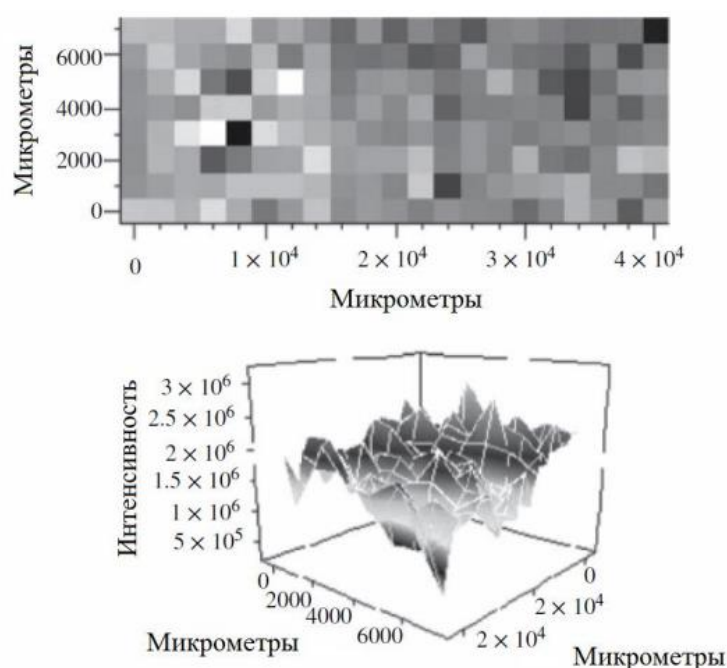 Микрометры
6000
4000
2000
0
0
1 × 10⁴
2 × 10⁴
3 × 10⁴
4 × 10⁴
Микрометры
Интенсивность
3 × 10⁶
2.5 × 10⁶
2 × 10⁶
1.5 × 10⁶
1 × 10⁶
5 × 10⁵
0
2000
4000
6000
Микрометры
0
2 × 10⁴
2 × 10⁴
Микрометры